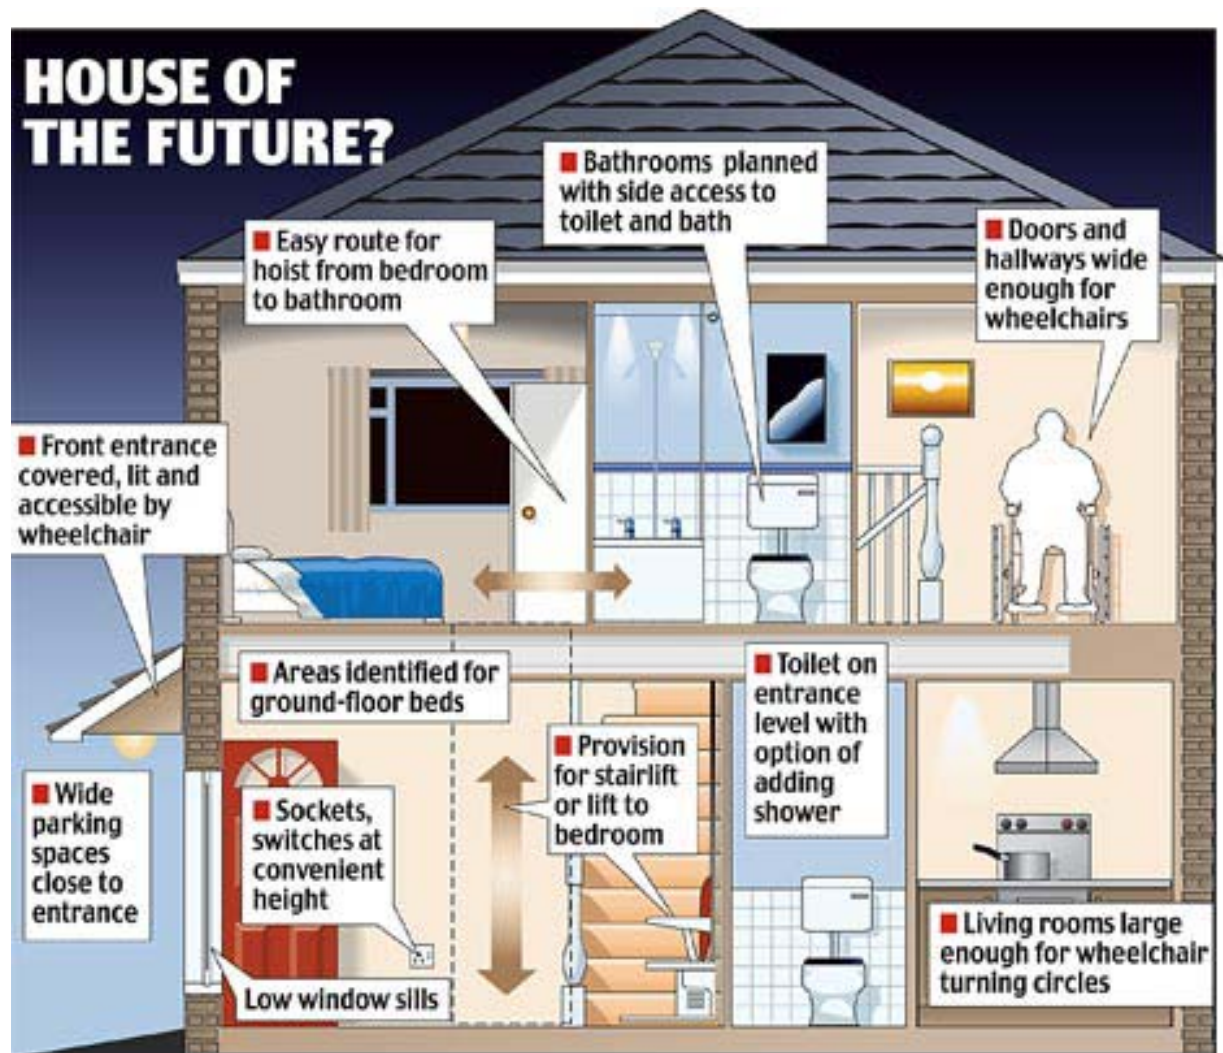 HOUSE OF
THE FUTURE?
Bathrooms planned
with side access to
toilet and bath
Easy route for
hoist from bedroom
to bathroom
Doors and
hallways wide
enough for
wheelchairs
Front entrance
covered, lit and
accessible by
wheelchair
Areas identified for
ground-floor beds
Toilet on
entrance
level with
option of
adding
shower
Provision
for stairlift
or lift to
bedroom
Wide
parking
spaces
close to
entrance
Sockets,
switches at
convenient
height
Living rooms large
enough for wheelchair
turning circles
Low window sills